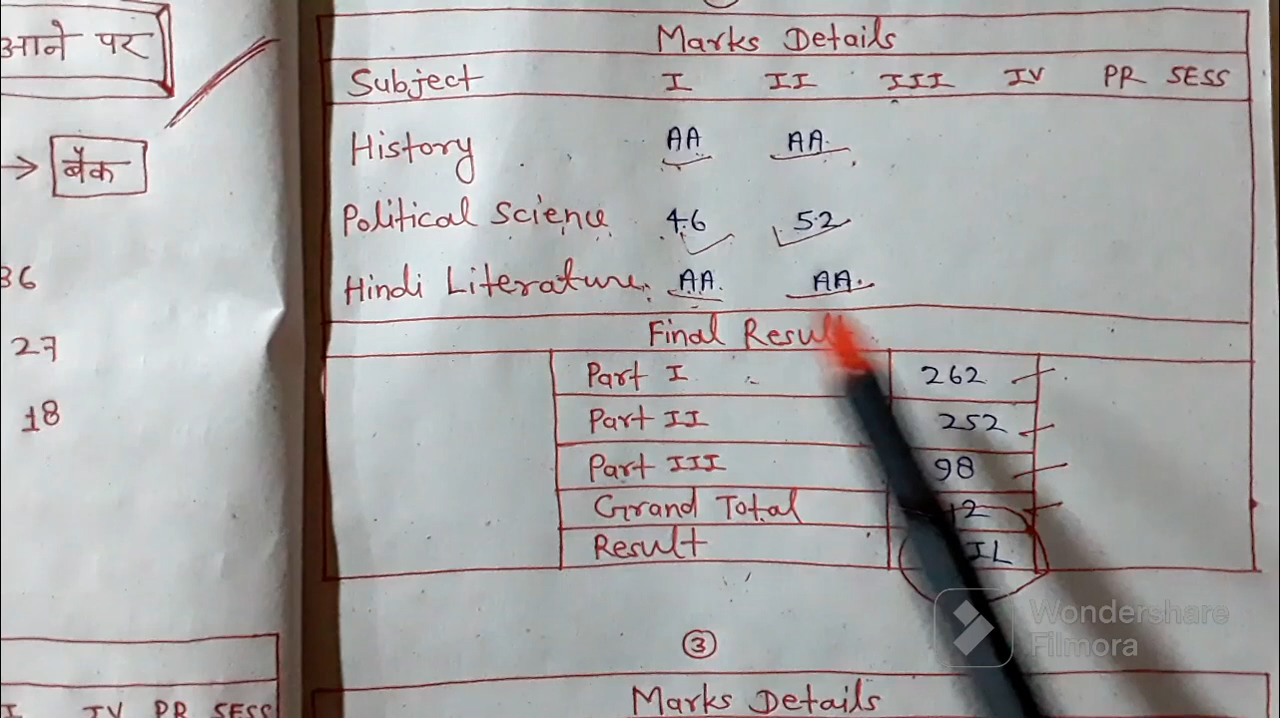 आने पर
→ बैंक
36
27
18
I IV PR SESS
Marks Details
Subject I II III IV PR SESS
History AA AA
Political Science 46 52
Hindi Literature AA AA
Final Result
Part I 262
Part II 252
Part III 98
Grand Total
Result
③
Marks Details
Wondershare
Filmora